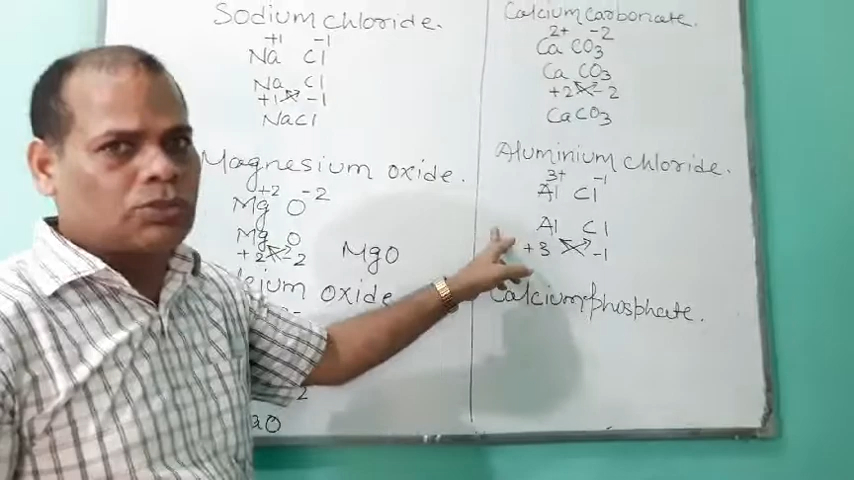 Sodium chloride.
+1 -1
Na Cl
Na Cl
+1 -1
NaCl
Magnesium oxide.
+2 -2
Mg O
Mg O
+2 -2
MgO
oxide
2
O
Calcium Carbonate.
2+ -2
Ca CO3
Ca CO3
+2 -2
CaCO3
Aluminium chloride.
3+ -1
Al Cl
Al Cl
+3 -1
Calcium phosphate.